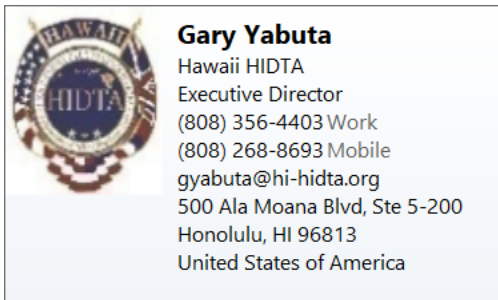 HAWAII
HIDTA
Gary Yabuta
Hawaii HIDTA
Executive Director
(808) 356-4403 Work
(808) 268-8693 Mobile
gyabuta@hi-hidta.org
500 Ala Moana Blvd, Ste 5-200
Honolulu, HI 96813
United States of America